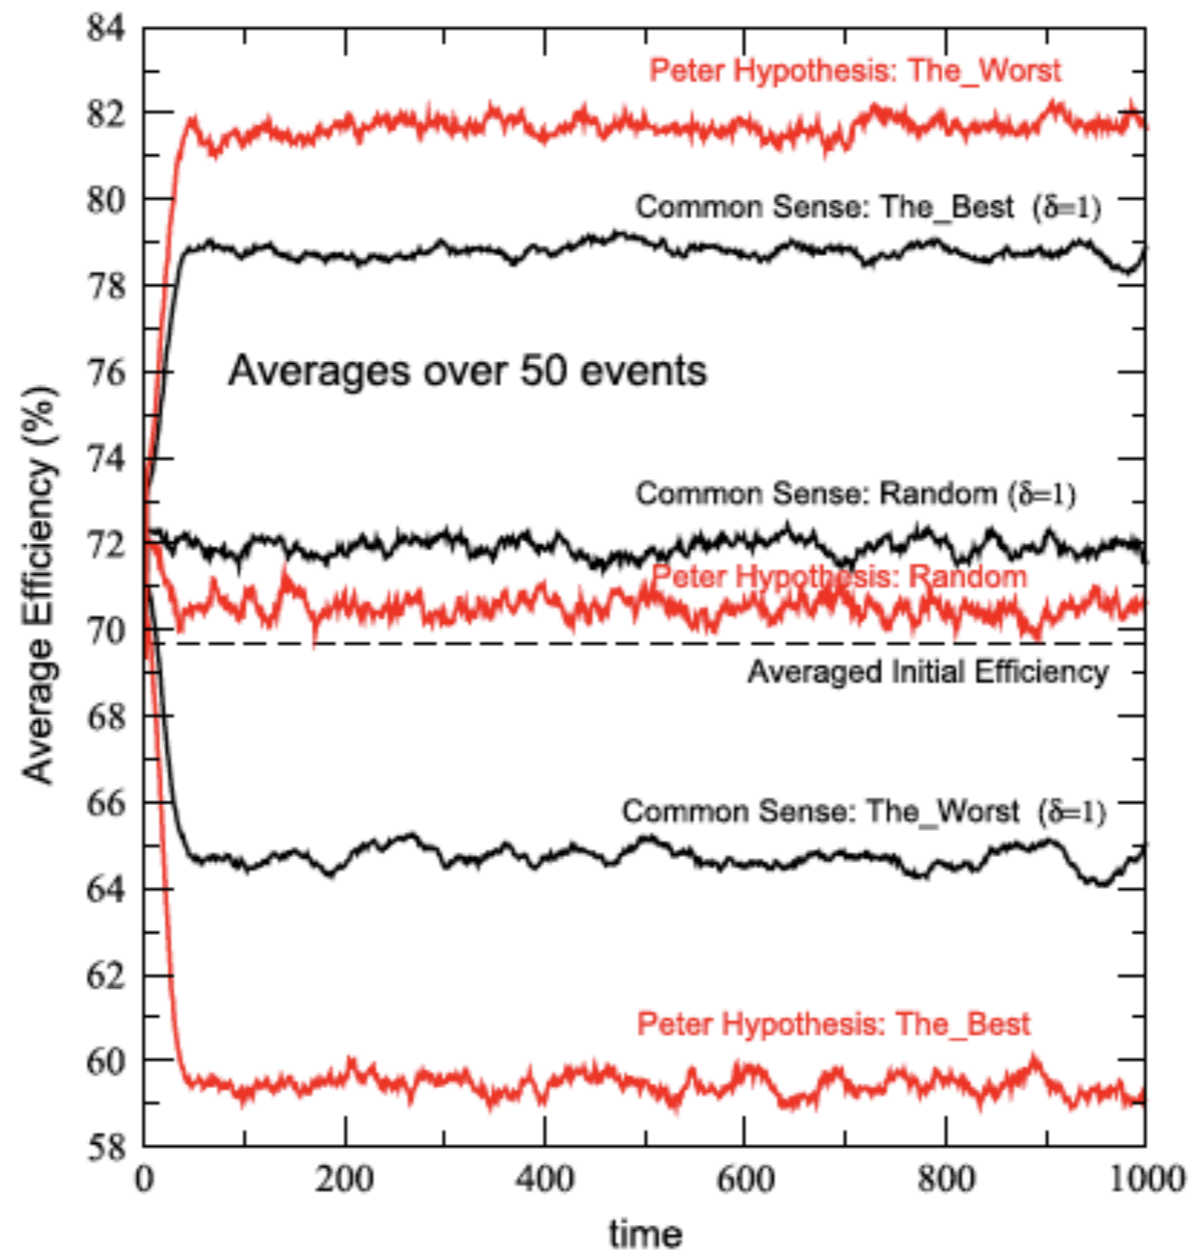 84
Peter Hypothesis: The_Worst
82
80
Common Sense: The_Best (δ=1)
78
Averages over 50 events
76
74
Common Sense: Random (δ=1)
72
Peter Hypothesis: Random
70
Averaged Initial Efficiency
68
66
Common Sense: The_Worst (δ=1)
64
62
Peter Hypothesis: The_Best
60
58
Average Efficiency (%)
0 200 400 600 800 1000
time